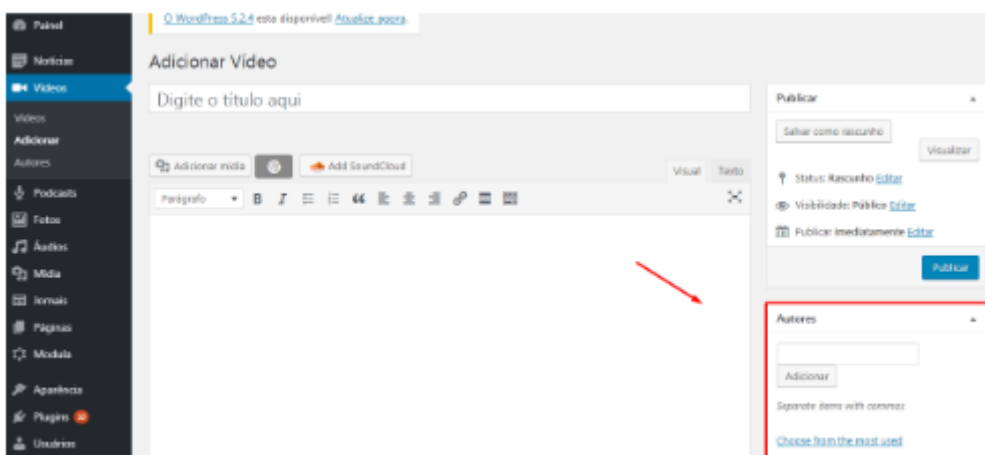 Painel
Notícias
Vídeos
Vídeos
Adicionar
Autores
Podcasts
Fotos
Áudios
Mídia
Jornais
Páginas
Modula
Aparência
Plugins
Usuários
O WordPress 5.2.4 está disponível! Atualize agora.
Adicionar Vídeo
Digite o título aqui
Adicionar mídia
Add SoundCloud
Visual Texto
Parágrafo
Publicar
Salvar como rascunho
Visualizar
Status: Rascunho Editar
Visibilidade: Público Editar
Publicar imediatamente Editar
Publicar
Autores
Adicionar
Separate items with commas
Choose from the most used